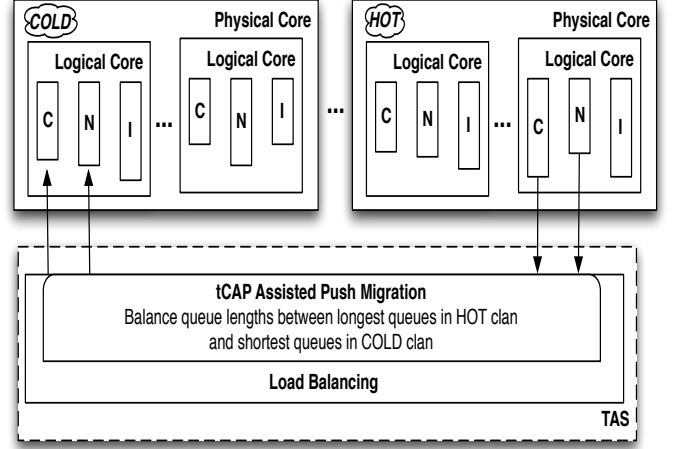 COLD
Physical Core
Logical Core
C
N
I
...
Logical Core
C
N
I
...
HOT
Physical Core
Logical Core
C
N
I
...
Logical Core
C
N
I
tCAP Assisted Push Migration
Balance queue lengths between longest queues in HOT clan
and shortest queues in COLD clan
Load Balancing
TAS